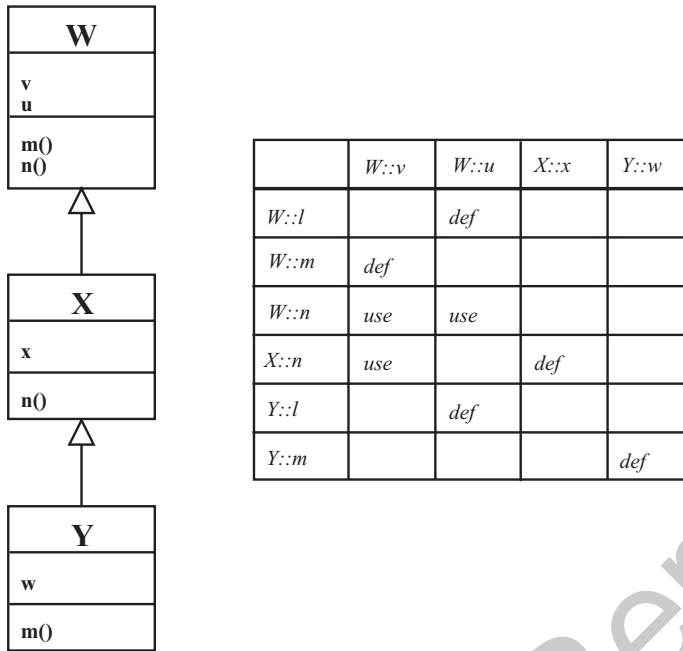 W
v
u
m()
n()
X
x
n()
Y
w
m()
W::v W::u X::x Y::w
W::l def
W::m def
W::n use use
X::n use def
Y::l def
Y::m def